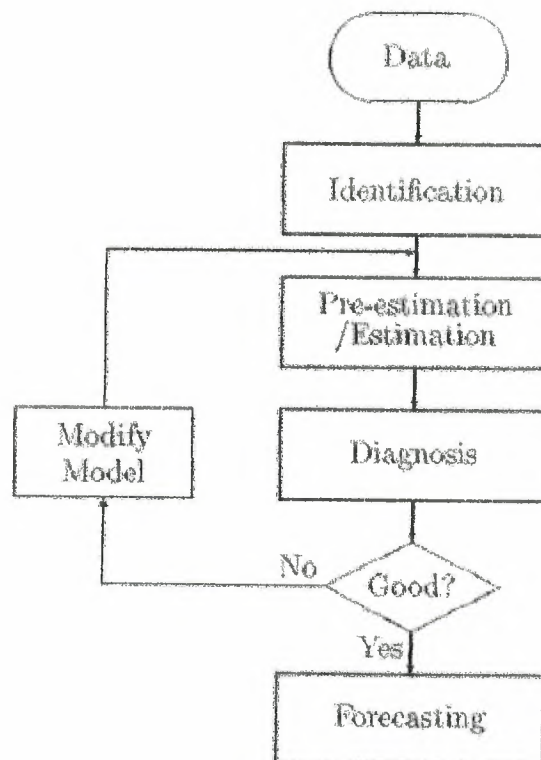 Data
Identification
Pre-estimation
/Estimation
Modify
Model
Diagnosis
No
Good?
Yes
Forecasting